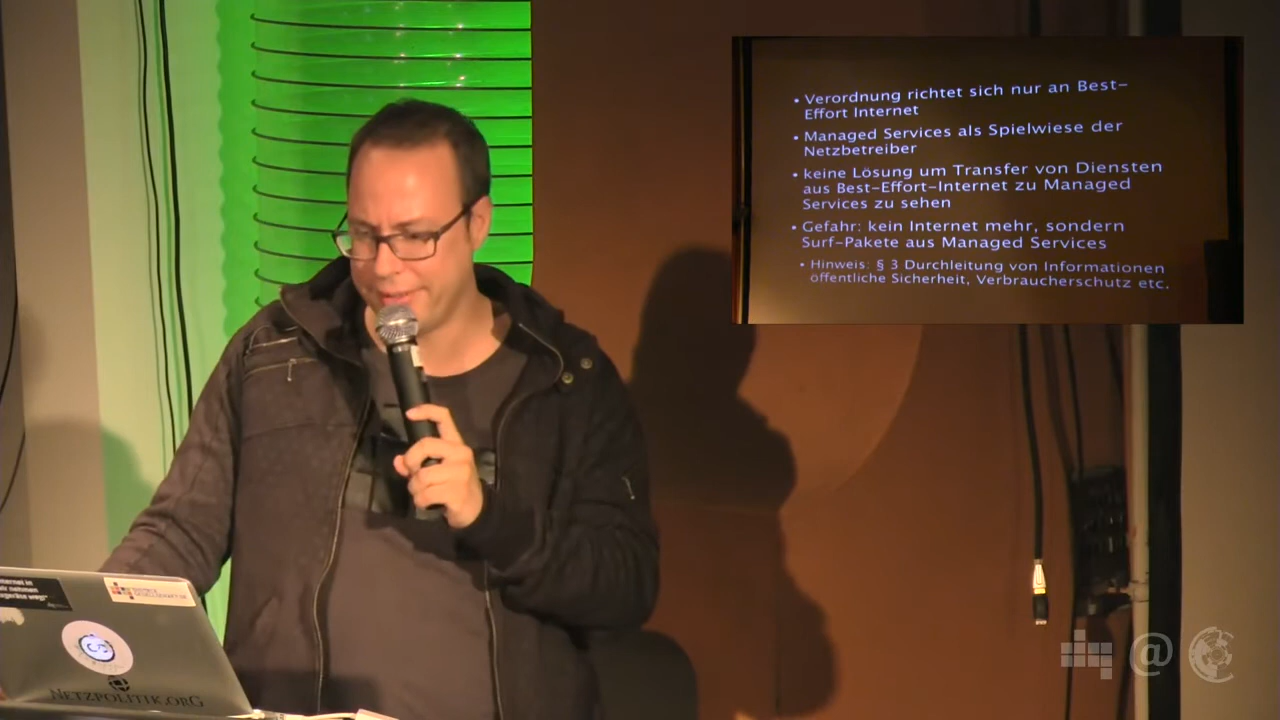 • Verordnung richtet sich nur an Best-
Effort Internet
• Managed Services als Spielwiese der
Netzbetreiber
• keine Lösung um Transfer von Diensten
aus Best-Effort-Internet zu Managed
Services zu sehen
• Gefahr: kein Internet mehr, sondern
Surf-Pakete aus Managed Services
• Hinweis: § 3 Durchleitung von Informationen
öffentliche Sicherheit, Verbraucherschutz etc.
NETZPOLITIK.ORG
@